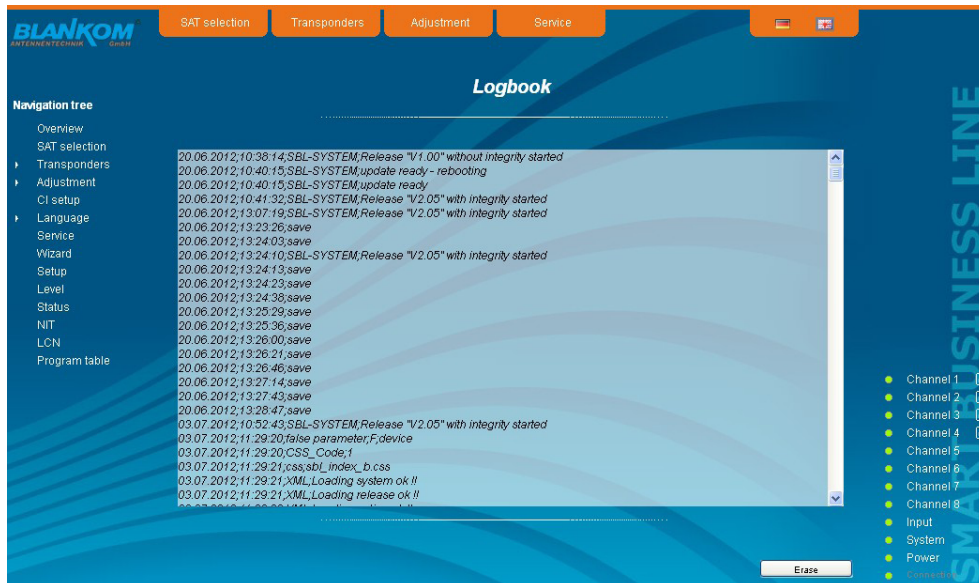 BLANKOM
ANTENNENTECHNIK GmbH
SAT selection
Transponders
Adjustment
Service
Logbook
Navigation tree
Overview
SAT selection
Transponders
Adjustment
CI setup
Language
Service
Wizard
Setup
Level
Status
NIT
LCN
Program table
20.06.2012;10:38:14;SBL-SYSTEM;Release "V1.00" without integrity started
20.06.2012;10:40:15;SBL-SYSTEM;update ready - rebooting
20.06.2012;10:40:15;SBL-SYSTEM;update ready
20.06.2012;10:41:32;SBL-SYSTEM;Release "V2.05" with integrity started
20.06.2012;13:07:19;SBL-SYSTEM;Release "V2.05" with integrity started
20.06.2012;13:23:26;save
20.06.2012;13:24:03;save
20.06.2012;13:24:10;SBL-SYSTEM;Release "V2.05" with integrity started
20.06.2012;13:24:13;save
20.06.2012;13:24:23;save
20.06.2012;13:24:38;save
20.06.2012;13:25:29;save
20.06.2012;13:25:36;save
20.06.2012;13:26:00;save
20.06.2012;13:26:21;save
20.06.2012;13:26:46;save
20.06.2012;13:27:14;save
20.06.2012;13:27:43;save
20.06.2012;13:28:47;save
03.07.2012;10:52:43;SBL-SYSTEM;Release "V2.05" with integrity started
03.07.2012;11:29:20;false parameter;F;device
03.07.2012;11:29:20;CSS_Code;1
03.07.2012;11:29:21;css;sbl_index_b.css
03.07.2012;11:29:21;XML;Loading system ok !!
03.07.2012;11:29:21;XML;Loading release ok !!
Erase
SMART BUSINESS LINE
Channel 1
Channel 2
Channel 3
Channel 4
Channel 5
Channel 6
Channel 7
Channel 8
Input
System
Power
Connection